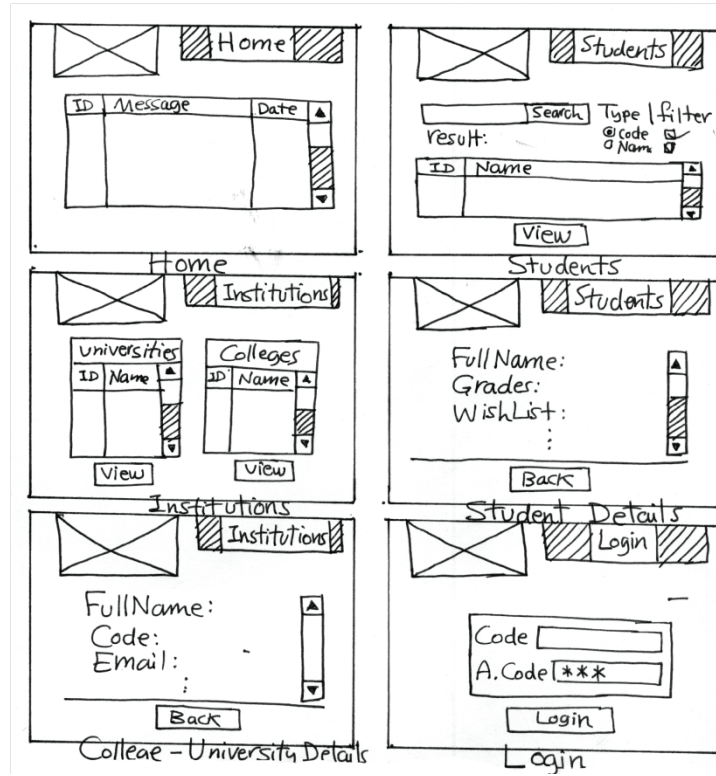 Home
ID Message Date
Home
Students
Search Type | filter
result: Code
Name
ID Name
View
Students
Institutions
Universities
ID Name
View
Colleges
ID Name
View
Institutions
Students
FullName:
Grades:
WishList:
Back
Student Details
Institutions
FullName:
Code:
Email:
Back
Colleae - University Details
Login
Code
A.Code ***
Login
Login